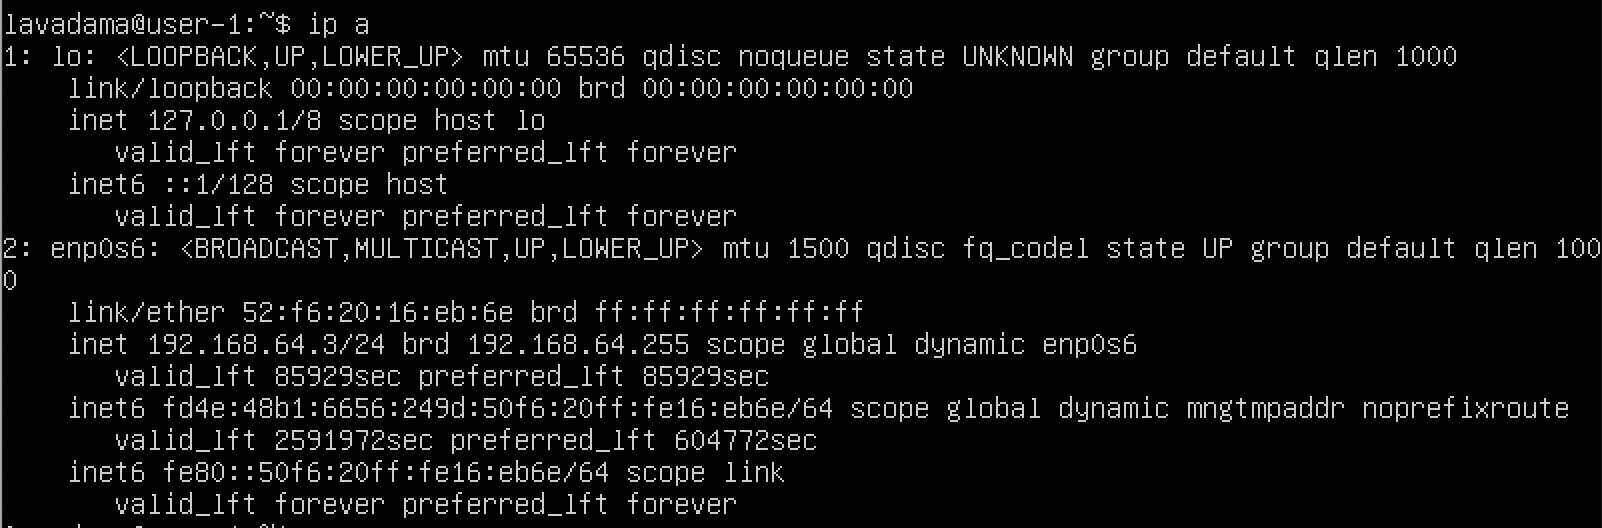 lavadama@user-1:~$ ip a
1: lo: <LOOPBACK,UP,LOWER_UP> mtu 65536 qdisc noqueue state UNKNOWN group default qlen 1000
    link/loopback 00:00:00:00:00:00 brd 00:00:00:00:00:00
    inet 127.0.0.1/8 scope host lo
       valid_lft forever preferred_lft forever
    inet6 ::1/128 scope host
       valid_lft forever preferred_lft forever
2: enp0s6: <BROADCAST,MULTICAST,UP,LOWER_UP> mtu 1500 qdisc fq_codel state UP group default qlen 100
0
    link/ether 52:f6:20:16:eb:6e brd ff:ff:ff:ff:ff:ff
    inet 192.168.64.3/24 brd 192.168.64.255 scope global dynamic enp0s6
       valid_lft 85929sec preferred_lft 85929sec
    inet6 fd4e:48b1:6656:249d:50f6:20ff:fe16:eb6e/64 scope global dynamic mngtmpaddr noprefixroute
       valid_lft 2591972sec preferred_lft 604772sec
    inet6 fe80::50f6:20ff:fe16:eb6e/64 scope link
       valid_lft forever preferred_lft forever